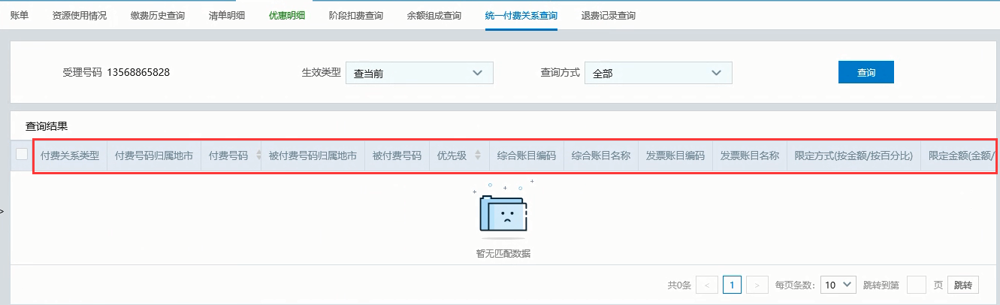 账单 资源使用情况 缴费历史查询 清单明细 优惠明细 阶段扣费查询 余额组成查询 统一付费关系查询 退费记录查询
受理号码 13568865828 生效类型 查当前 查询方式 全部 查询
查询结果
付费关系类型 付费号码归属地市 付费号码 被付费号码归属地市 被付费号码 优先级 综合账目编码 综合账目名称 发票账目编码 发票账目名称 限定方式(按金额/按百分比) 限定金额(金额/
>
暂无匹配数据
共0条 < 1 > 每页条数: 10 跳转到第 页 跳转